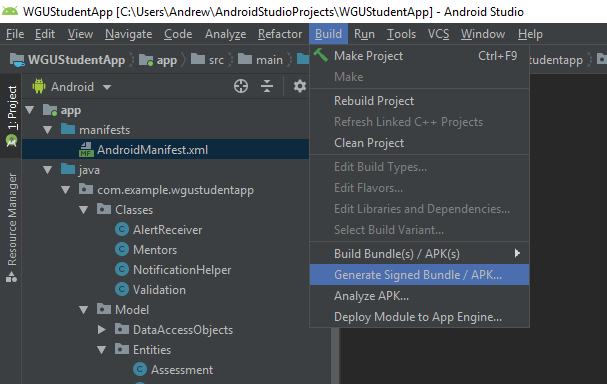 WGUStudentApp [C:\Users\Andrew\AndroidStudioProjects\WGUStudentApp] - Android Studio
File Edit View Navigate Code Analyze Refactor Build Run Tools VCS Window Help
WGUStudentApp app src main studentapp
Make Project Ctrl+F9
Make
Rebuild Project
Refresh Linked C++ Projects
Clean Project
Edit Build Types...
Edit Flavors...
Edit Libraries and Dependencies...
Select Build Variant...
Build Bundle(s) / APK(s)
Generate Signed Bundle / APK...
Analyze APK...
Deploy Module to App Engine...
1: Project
Resource Manager
Android
app
manifests
MF AndroidManifest.xml
java
com.example.wgustudentapp
Classes
C AlertReceiver
C Mentors
C NotificationHelper
C Validation
Model
DataAccessObjects
Entities
C Assessment